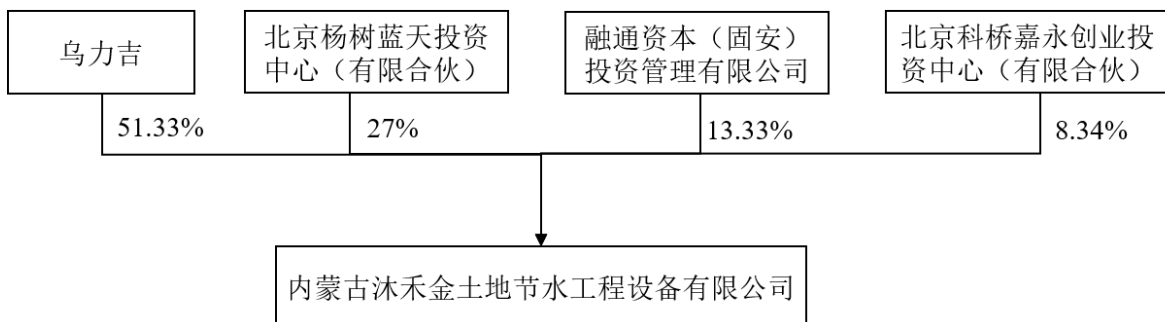 乌力吉
北京杨树蓝天投资
中心（有限合伙）
融通资本（固安）
投资管理有限公司
北京科桥嘉永创业投
资中心（有限合伙）
51.33%
27%
13.33%
8.34%
内蒙古沐禾金土地节水工程设备有限公司